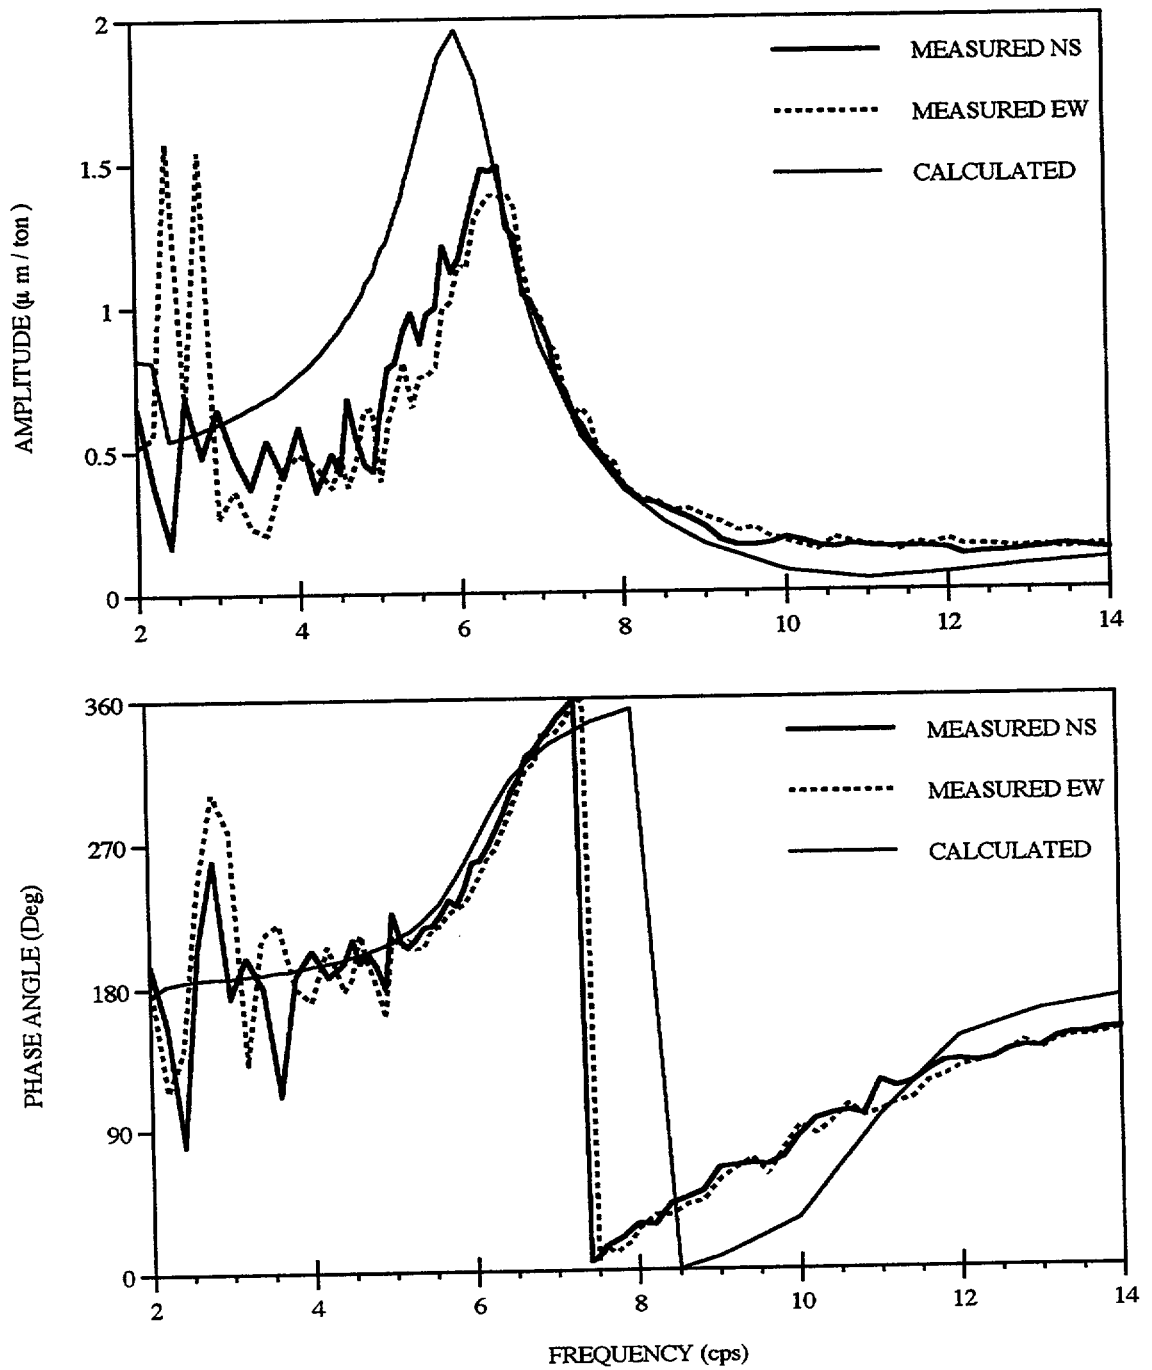 2
MEASURED NS
MEASURED EW
1.5
CALCULATED
AMPLITUDE (μ m / ton )
1
0.5
0
2 4 6 8 10 12 14
360
MEASURED NS
MEASURED EW
270
CALCULATED
PHASE ANGLE (Deg)
180
90
0
2 4 6 8 10 12 14
FREQUENCY (cps)